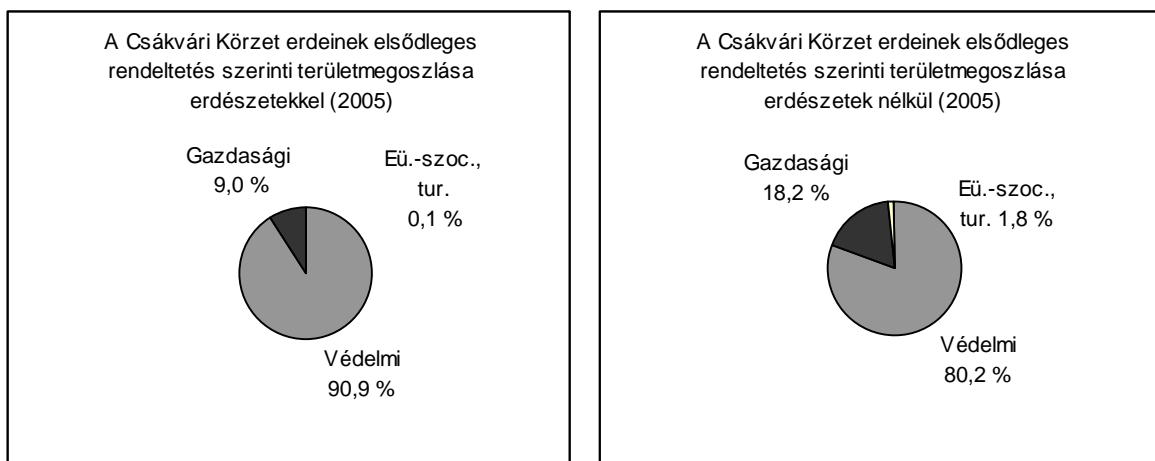 A Csákvári Körzet erdeinek elsődleges
rendeltetés szerinti területmegoszlása
erdészetekkel (2005)
Gazdasági
9,0 %
Eü.-szoc.,
tur.
0,1 %
Védelmi
90,9 %
A Csákvári Körzet erdeinek elsődleges
rendeltetés szerinti területmegoszlása
erdészetek nélkül (2005)
Gazdasági
18,2 %
Eü.-szoc.,
tur. 1,8 %
Védelmi
80,2 %